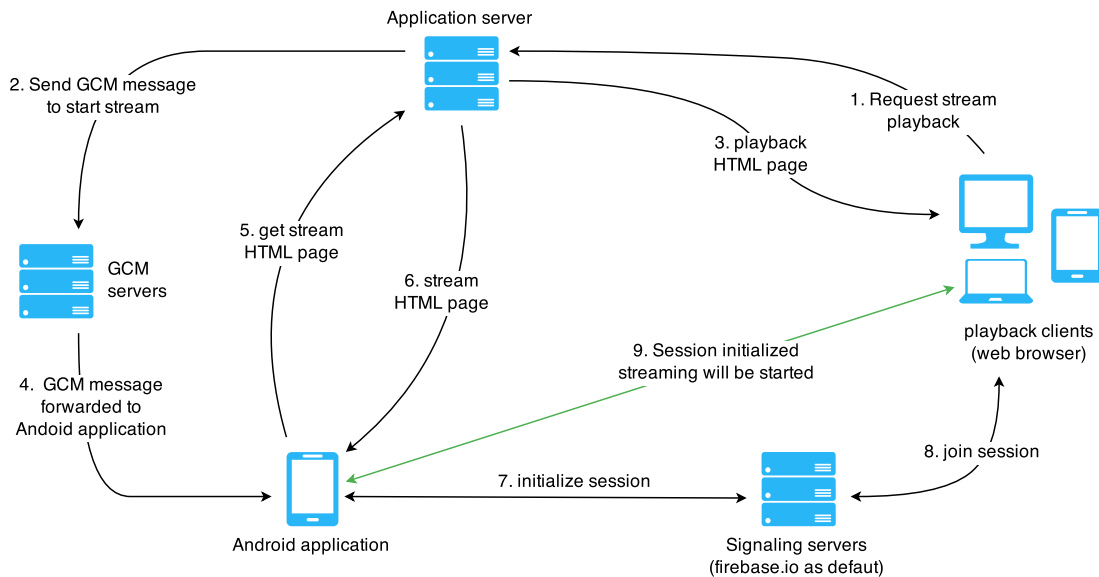 Application server
2. Send GCM message
to start stream
1. Request stream
playback
3. playback
HTML page
5. get stream
HTML page
GCM
servers
6. stream
HTML page
playback clients
(web browser)
9. Session initialized
streaming will be started
4.  GCM message
forwarded to
Andoid application
8. join session
7. initialize session
Android application
Signaling servers
(firebase.io as defaut)